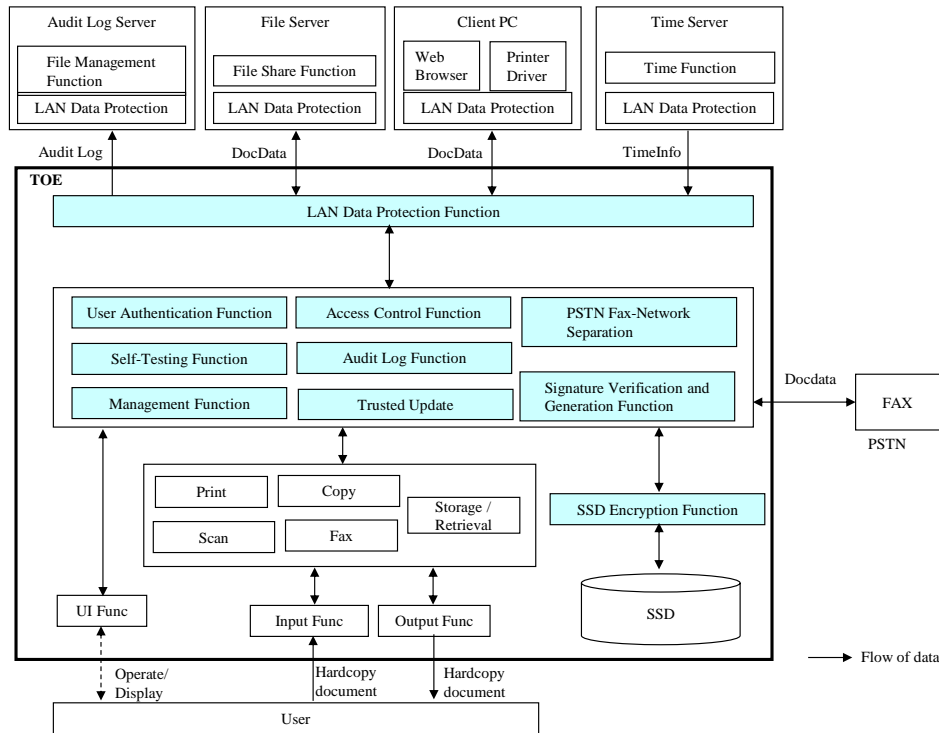 Audit Log Server
File Server
Client PC
Time Server
File Management
Function
File Share Function
Web
Browser
Printer
Driver
Time Function
LAN Data Protection
LAN Data Protection
LAN Data Protection
LAN Data Protection
Audit Log
DocData
DocData
TimeInfo
TOE
LAN Data Protection Function
User Authentication Function
Access Control Function
PSTN Fax-Network
Separation
Self-Testing Function
Audit Log Function
Management Function
Trusted Update
Signature Verification and
Generation Function
Docdata
FAX
PSTN
Print
Copy
Storage /
Retrieval
Scan
Fax
SSD Encryption Function
SSD
UI Func
Input Func
Output Func
Flow of data
Operate/
Display
Hardcopy
document
Hardcopy
document
User